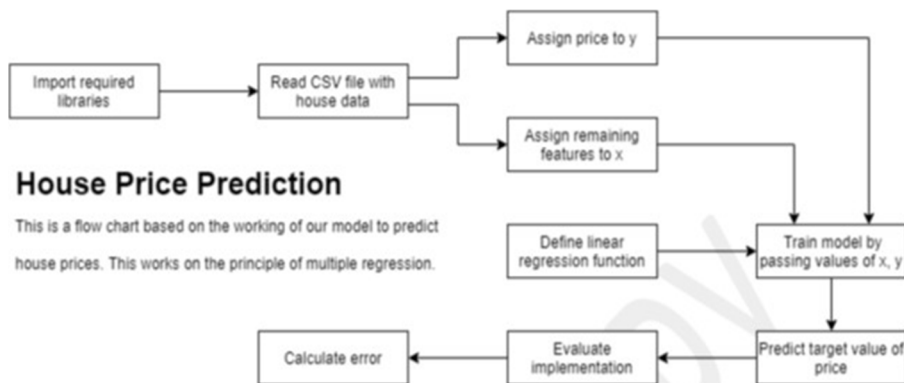 Import required
libraries
Read CSV file with
house data
Assign price to y
Assign remaining
features to x
House Price Prediction
This is a flow chart based on the working of our model to predict
house prices. This works on the principle of multiple regression.
Define linear
regression function
Train model by
passing values of x, y
Predict target value of
price
Evaluate
implementation
Calculate error